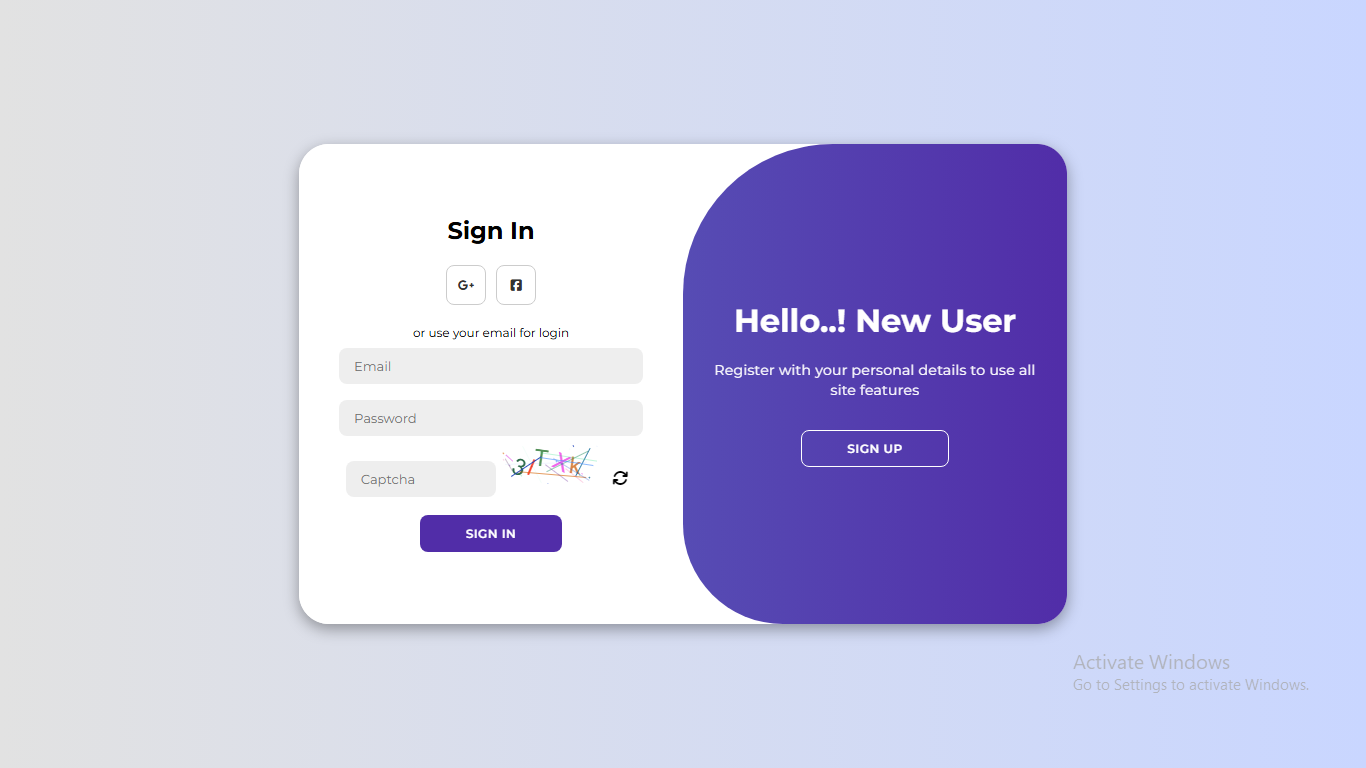 Sign In
G+
or use your email for login
Email
Password
Captcha
SIGN IN
Hello..! New User
Register with your personal details to use all
site features
SIGN UP
Activate Windows
Go to Settings to activate Windows.